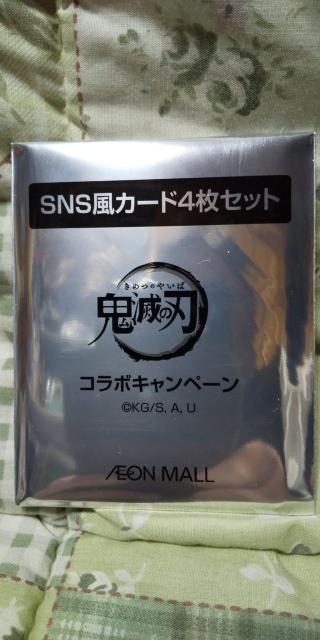 SNS風カード4枚セット
きめつのやいば
鬼滅の刃
コラボキャンペーン
©KG/S, A, U
ÆON MALL